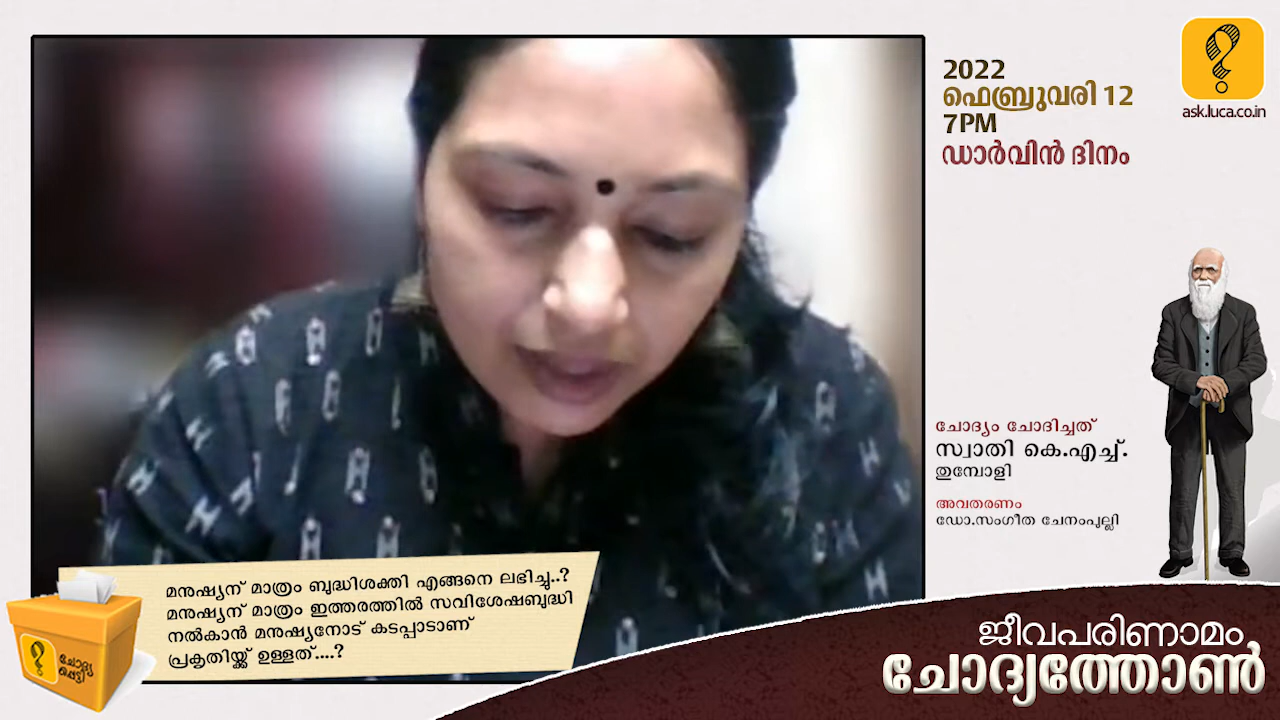 2022
ഫെബ്രുവരി 12
7PM
ഡാർവിൻ ദിനം
ask.luca.co.in
ചോദ്യം ചോദിച്ചത്
സ്വാതി കെ.എച്ച്.
തുമ്പോളി
അവതരണം
ഡോ.സംഗീത ചേനംപുല്ലി
മനുഷ്യന് മാത്രം ബുദ്ധിശക്തി എങ്ങനെ ലഭിച്ചു..?
മനുഷ്യന് മാത്രം ഇത്തരത്തിൽ സവിശേഷബുദ്ധി
നൽകാൻ മനുഷ്യനോട് കടപ്പാടാണ്
പ്രകൃതിയ്ക്ക് ഉള്ളത്....?
ചോദ്യ
പ്പെട്ടി
ജീവപരിണാമം
ചോദ്യത്തോൺ